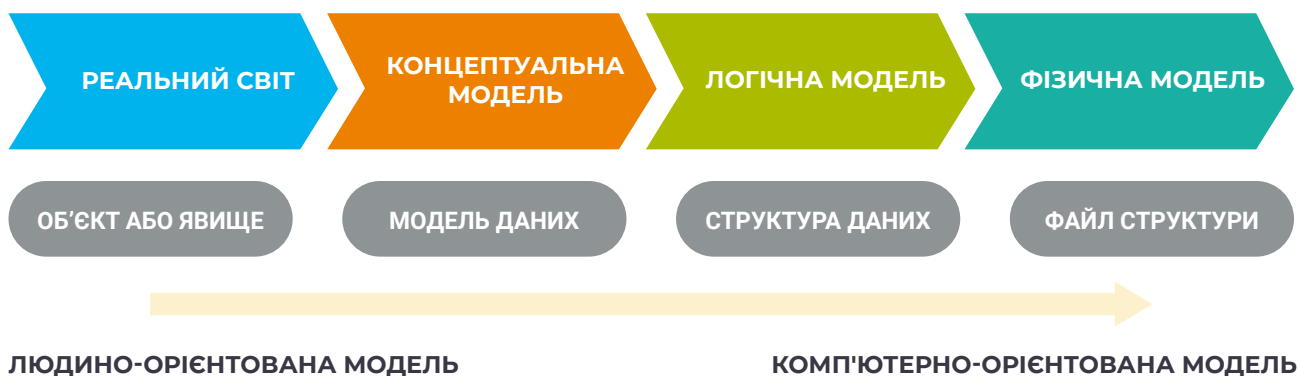 РЕАЛЬНИЙ СВІТ
КОНЦЕПТУАЛЬНА
МОДЕЛЬ
ЛОГІЧНА МОДЕЛЬ
ФІЗИЧНА МОДЕЛЬ
ОБ’ЄКТ АБО ЯВИЩЕ
МОДЕЛЬ ДАНИХ
СТРУКТУРА ДАНИХ
ФАЙЛ СТРУКТУРИ
ЛЮДИНО-ОРІЄНТОВАНА МОДЕЛЬ
КОМП'ЮТЕРНО-ОРІЄНТОВАНА МОДЕЛЬ